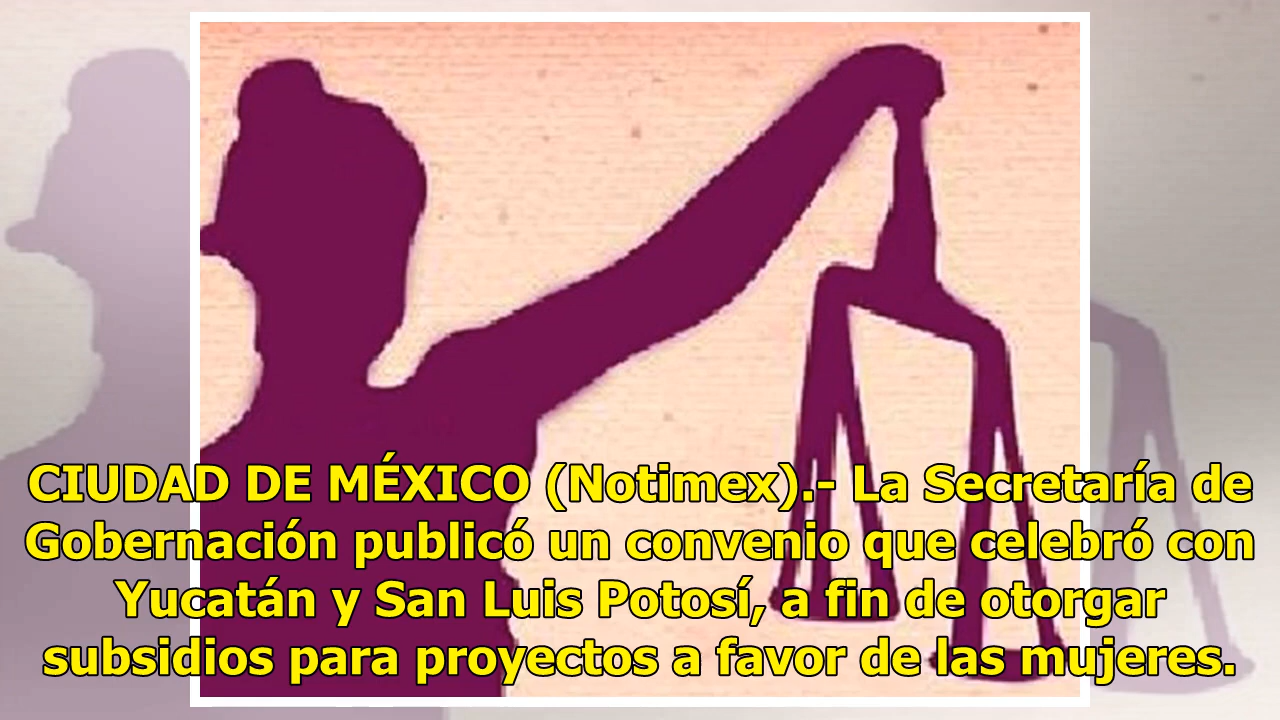 CIUDAD DE MÉXICO (Notimex).- La Secretaría de
Gobernación publicó un convenio que celebró con
Yucatán y San Luis Potosí, a fin de otorgar
subsidios para proyectos a favor de las mujeres.